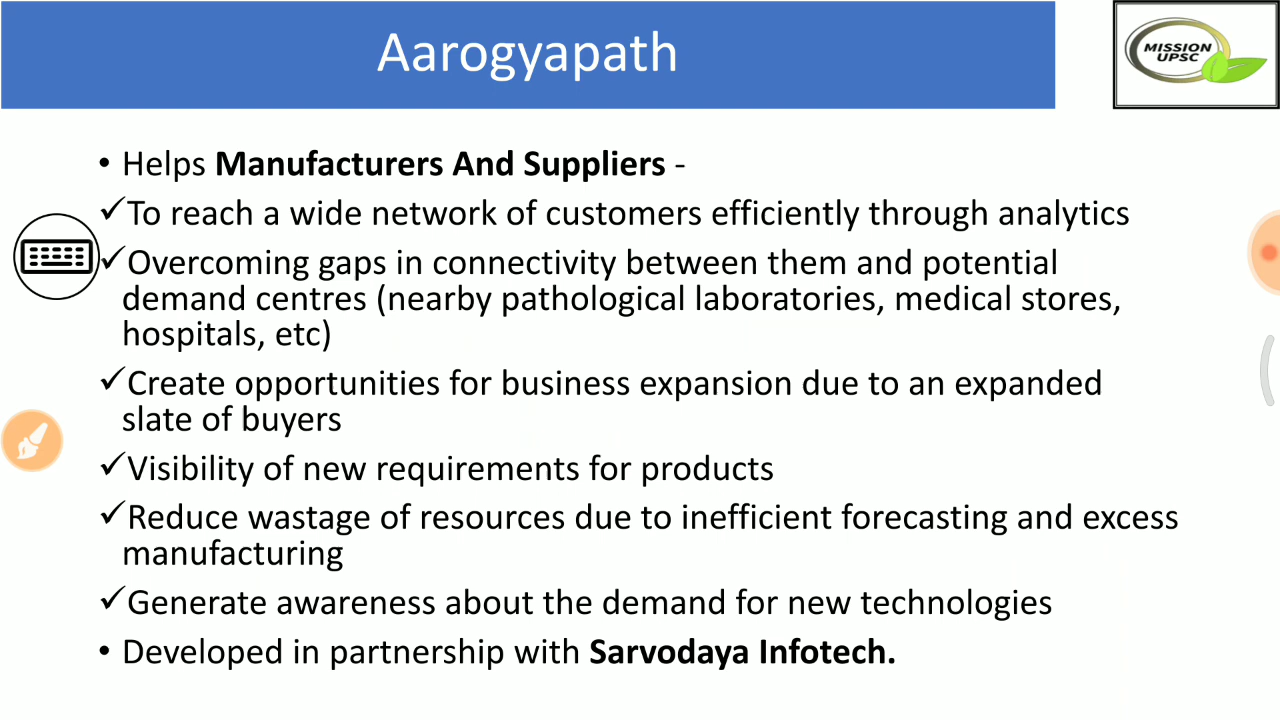 Aarogyapath
MISSION
UPSC
• Helps Manufacturers And Suppliers -
✓To reach a wide network of customers efficiently through analytics
✓Overcoming gaps in connectivity between them and potential
demand centres (nearby pathological laboratories, medical stores,
hospitals, etc)
✓Create opportunities for business expansion due to an expanded
slate of buyers
✓Visibility of new requirements for products
✓Reduce wastage of resources due to inefficient forecasting and excess
manufacturing
✓Generate awareness about the demand for new technologies
• Developed in partnership with Sarvodaya Infotech.